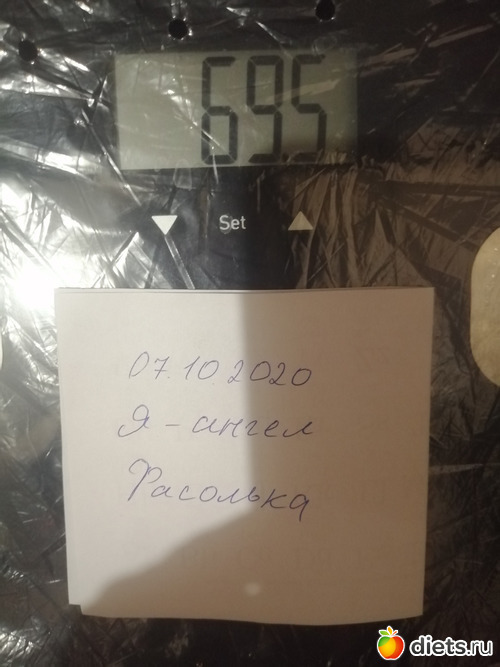 695
Set
07.10.2020
Я - ангел
Фасолька
diets.ru